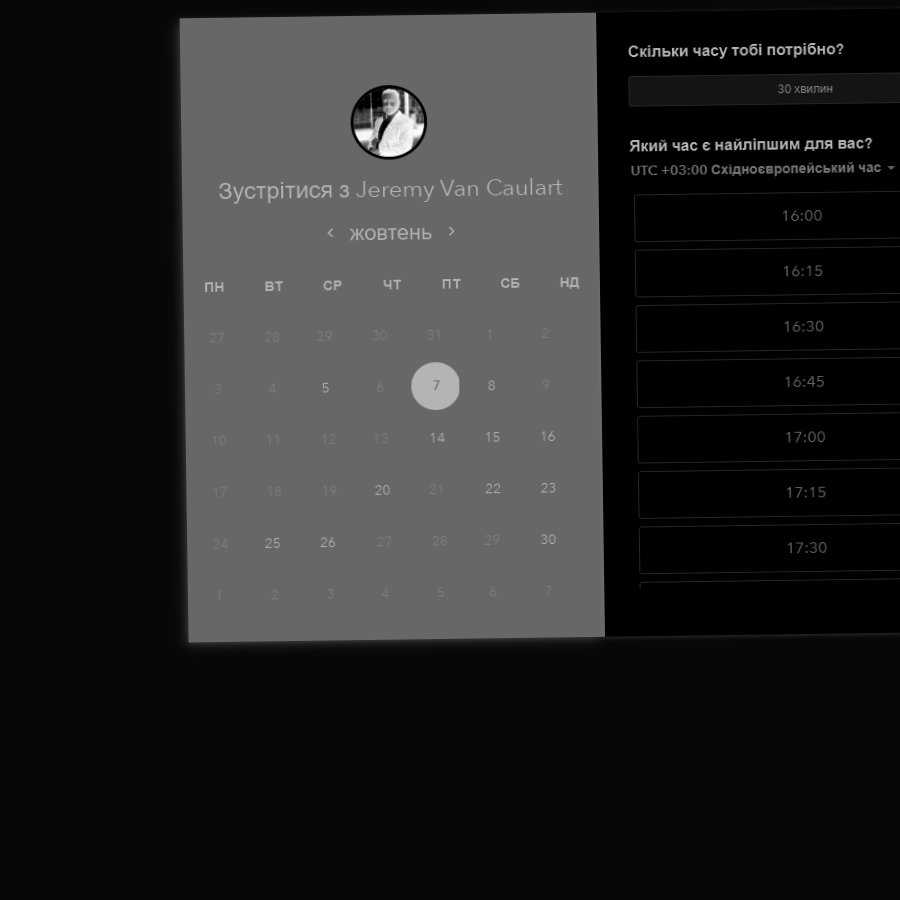 Зустрітися з Jeremy Van Caulart
жовтень
ПН ВТ СР ЧТ ПТ СБ НД
27 28 29 30 31 1 2
3 4 5 6 7 8 9
10 11 12 13 14 15 16
17 18 19 20 21 22 23
24 25 26 27 28 29 30
1 2 3 4 5 6 7
Скільки часу тобі потрібно?
30 хвилин
Який час є найліпшим для вас?
UTC +03:00 Східноєвропейський час
16:00
16:15
16:30
16:45
17:00
17:15
17:30